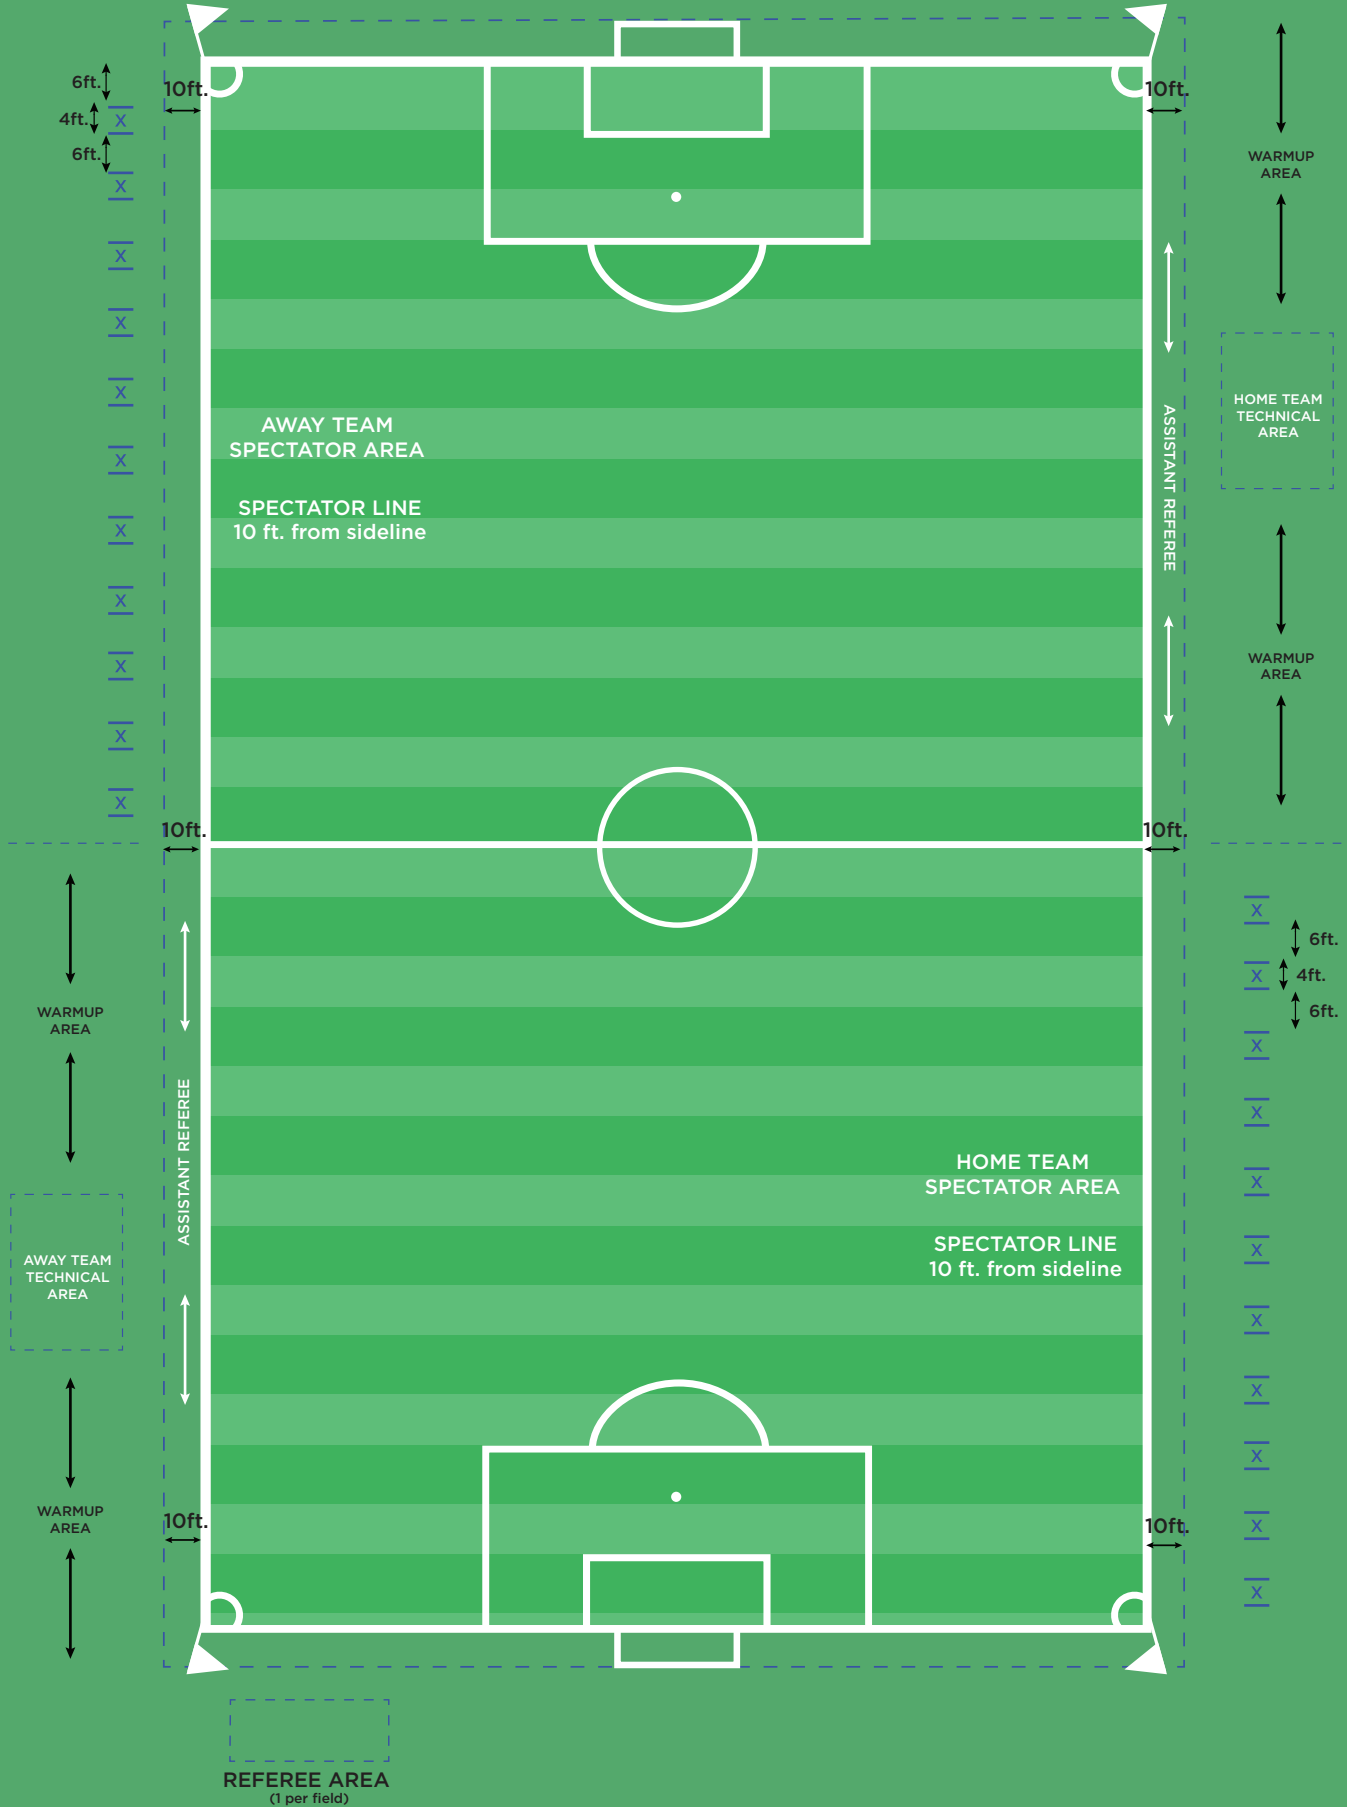 6ft.
10ft.
10ft.
4ft.
X
6ft.
WARMUP
AREA
X
X
X
HOME TEAM
TECHNICAL
AREA
X
AWAY TEAM
SPECTATOR AREA
X
ASSISTANT REFEREE
SPECTATOR LINE
10 ft. from sideline
X
X
WARMUP
AREA
X
X
X
10ft.
10ft.
X
6ft.
X
4ft.
WARMUP
AREA
6ft.
X
X
ASSISTANT REFEREE
HOME TEAM
SPECTATOR AREA
X
SPECTATOR LINE
10 ft. from sideline
X
AWAY TEAM
TECHNICAL
AREA
X
X
X
WARMUP
AREA
10ft.
10ft.
X
X
REFEREE AREA
(1 per field)